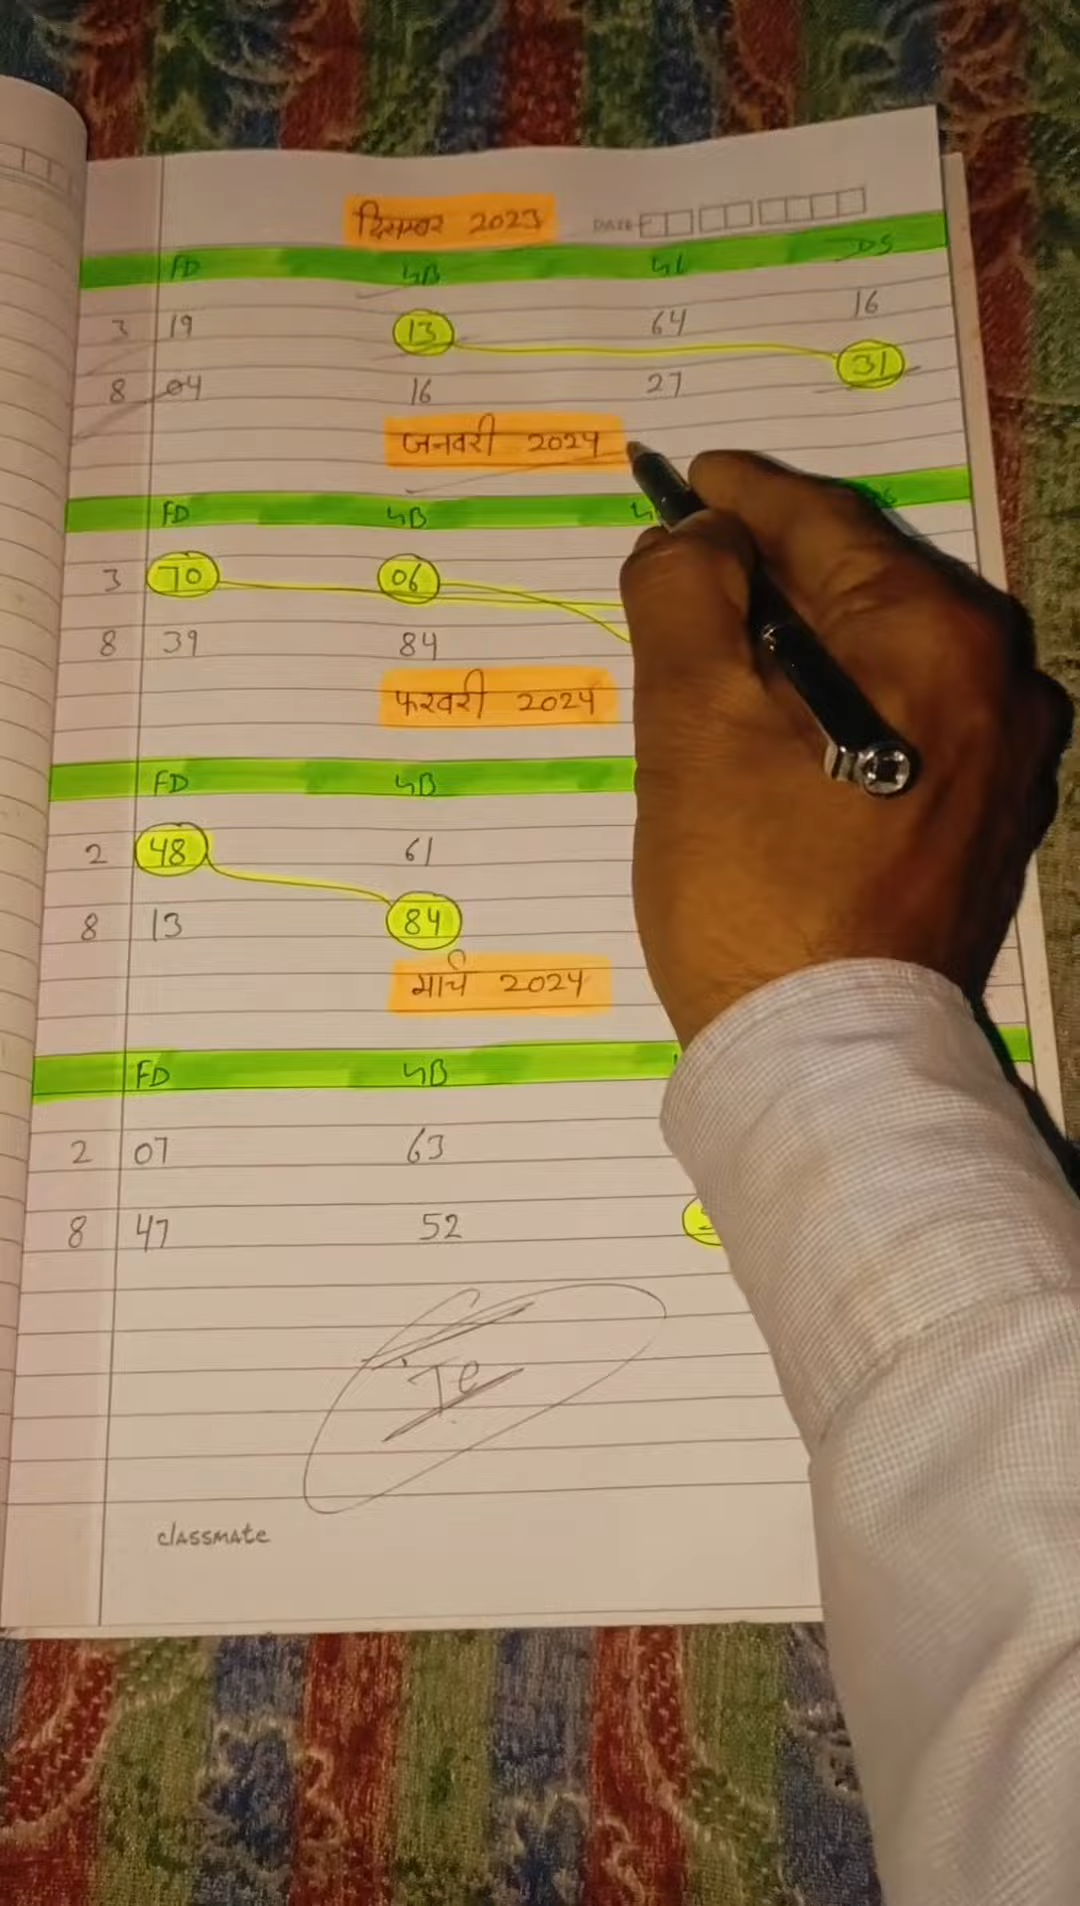 दिसम्बर 2023
DATE
FD GB GL DS
3 19 13 64 16
8 04 16 27 31
जनवरी 2024
FD GB
3 70 06
8 39 84
फरवरी 2024
FD GB
2 48 61
8 13 84
मार्च 2024
FD GB
2 07 63
8 47 52
classmate